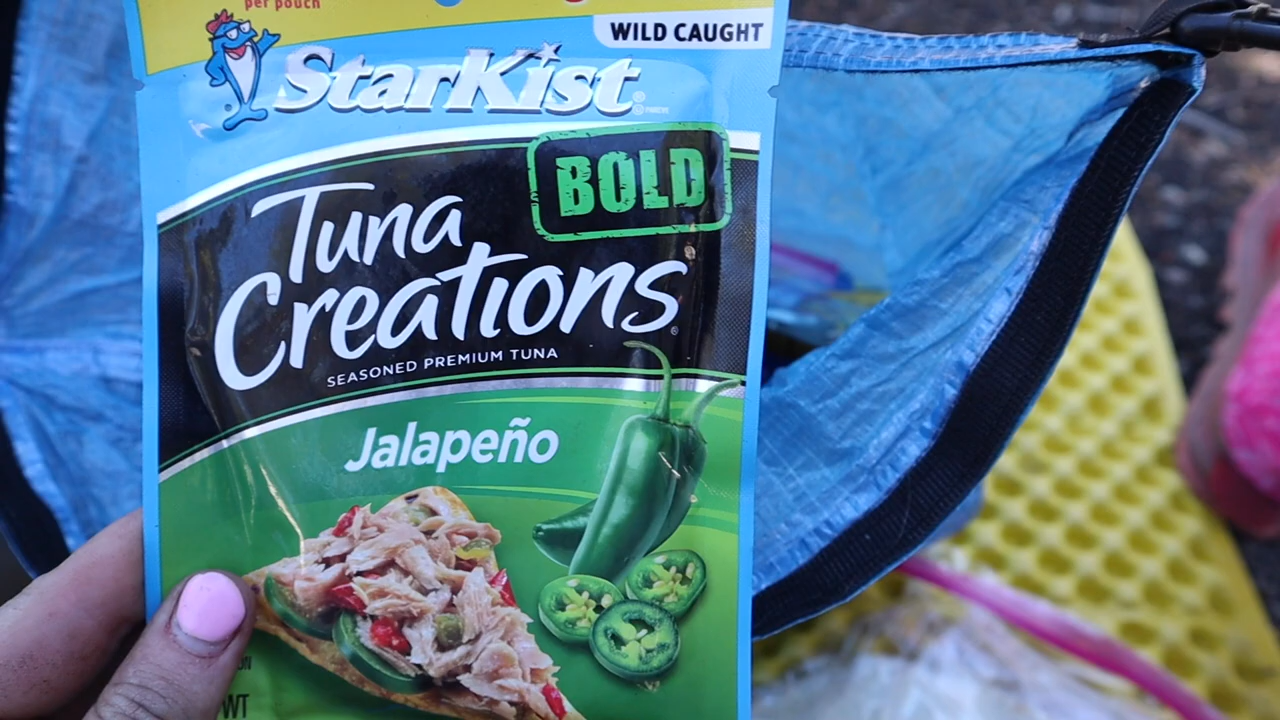 per pouch
WILD CAUGHT
StarKist
BOLD
Tuna
Creations
SEASONED PREMIUM TUNA
Jalapeño
WT